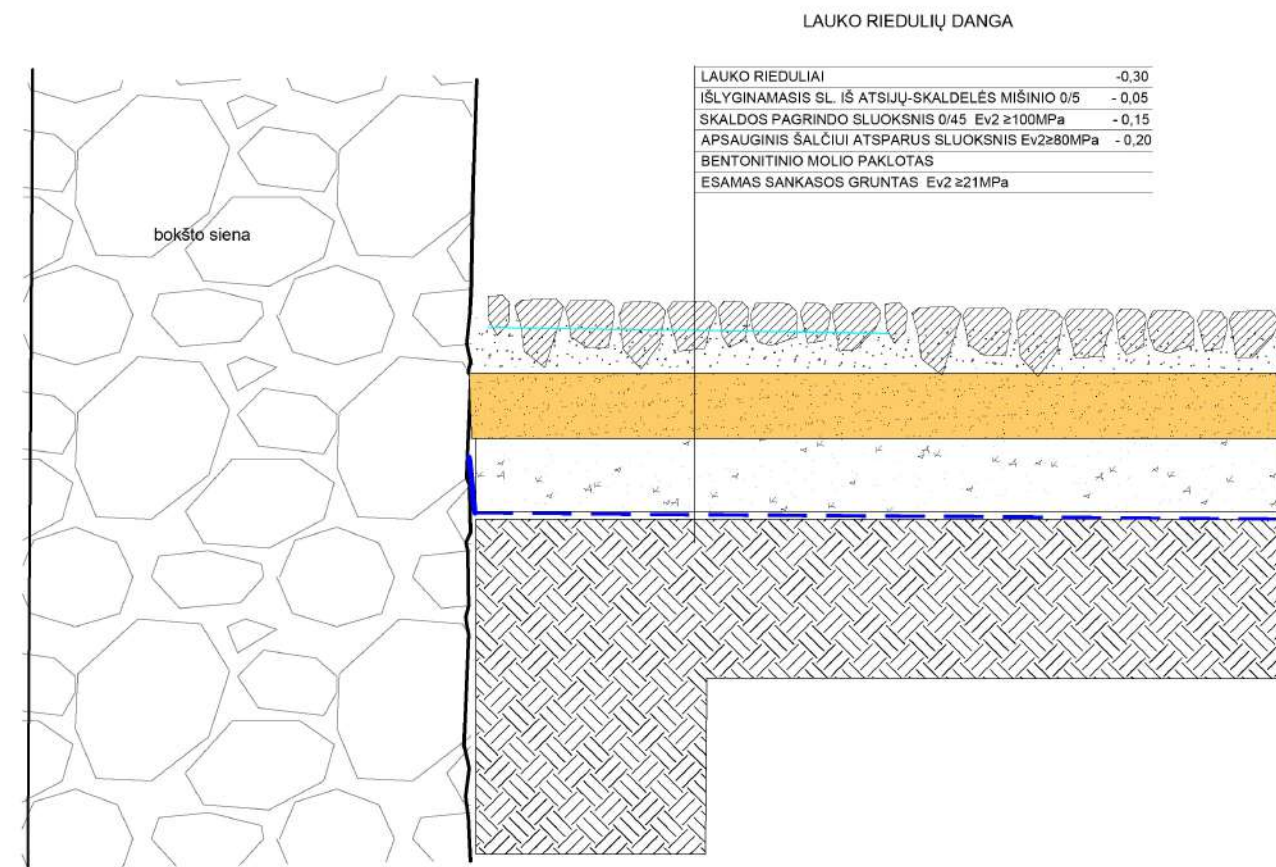 LAUKO RIEDULIŲ DANGA
LAUKO RIEDULIAI -0,30
IŠLYGINAMASIS SL. IŠ ATSIJŲ-SKALDELĖS MIŠINIO 0/5 - 0,05
SKALDOS PAGRINDO SLUOKSNIS 0/45 Ev2 ≥100MPa - 0,15
APSAUGINIS ŠALČIUI ATSPARUS SLUOKSNIS Ev2≥80MPa - 0,20
BENTONITINIO MOLIO PAKLOTAS
ESAMAS SANKASOS GRUNTAS Ev2 ≥21MPa
bokšto siena